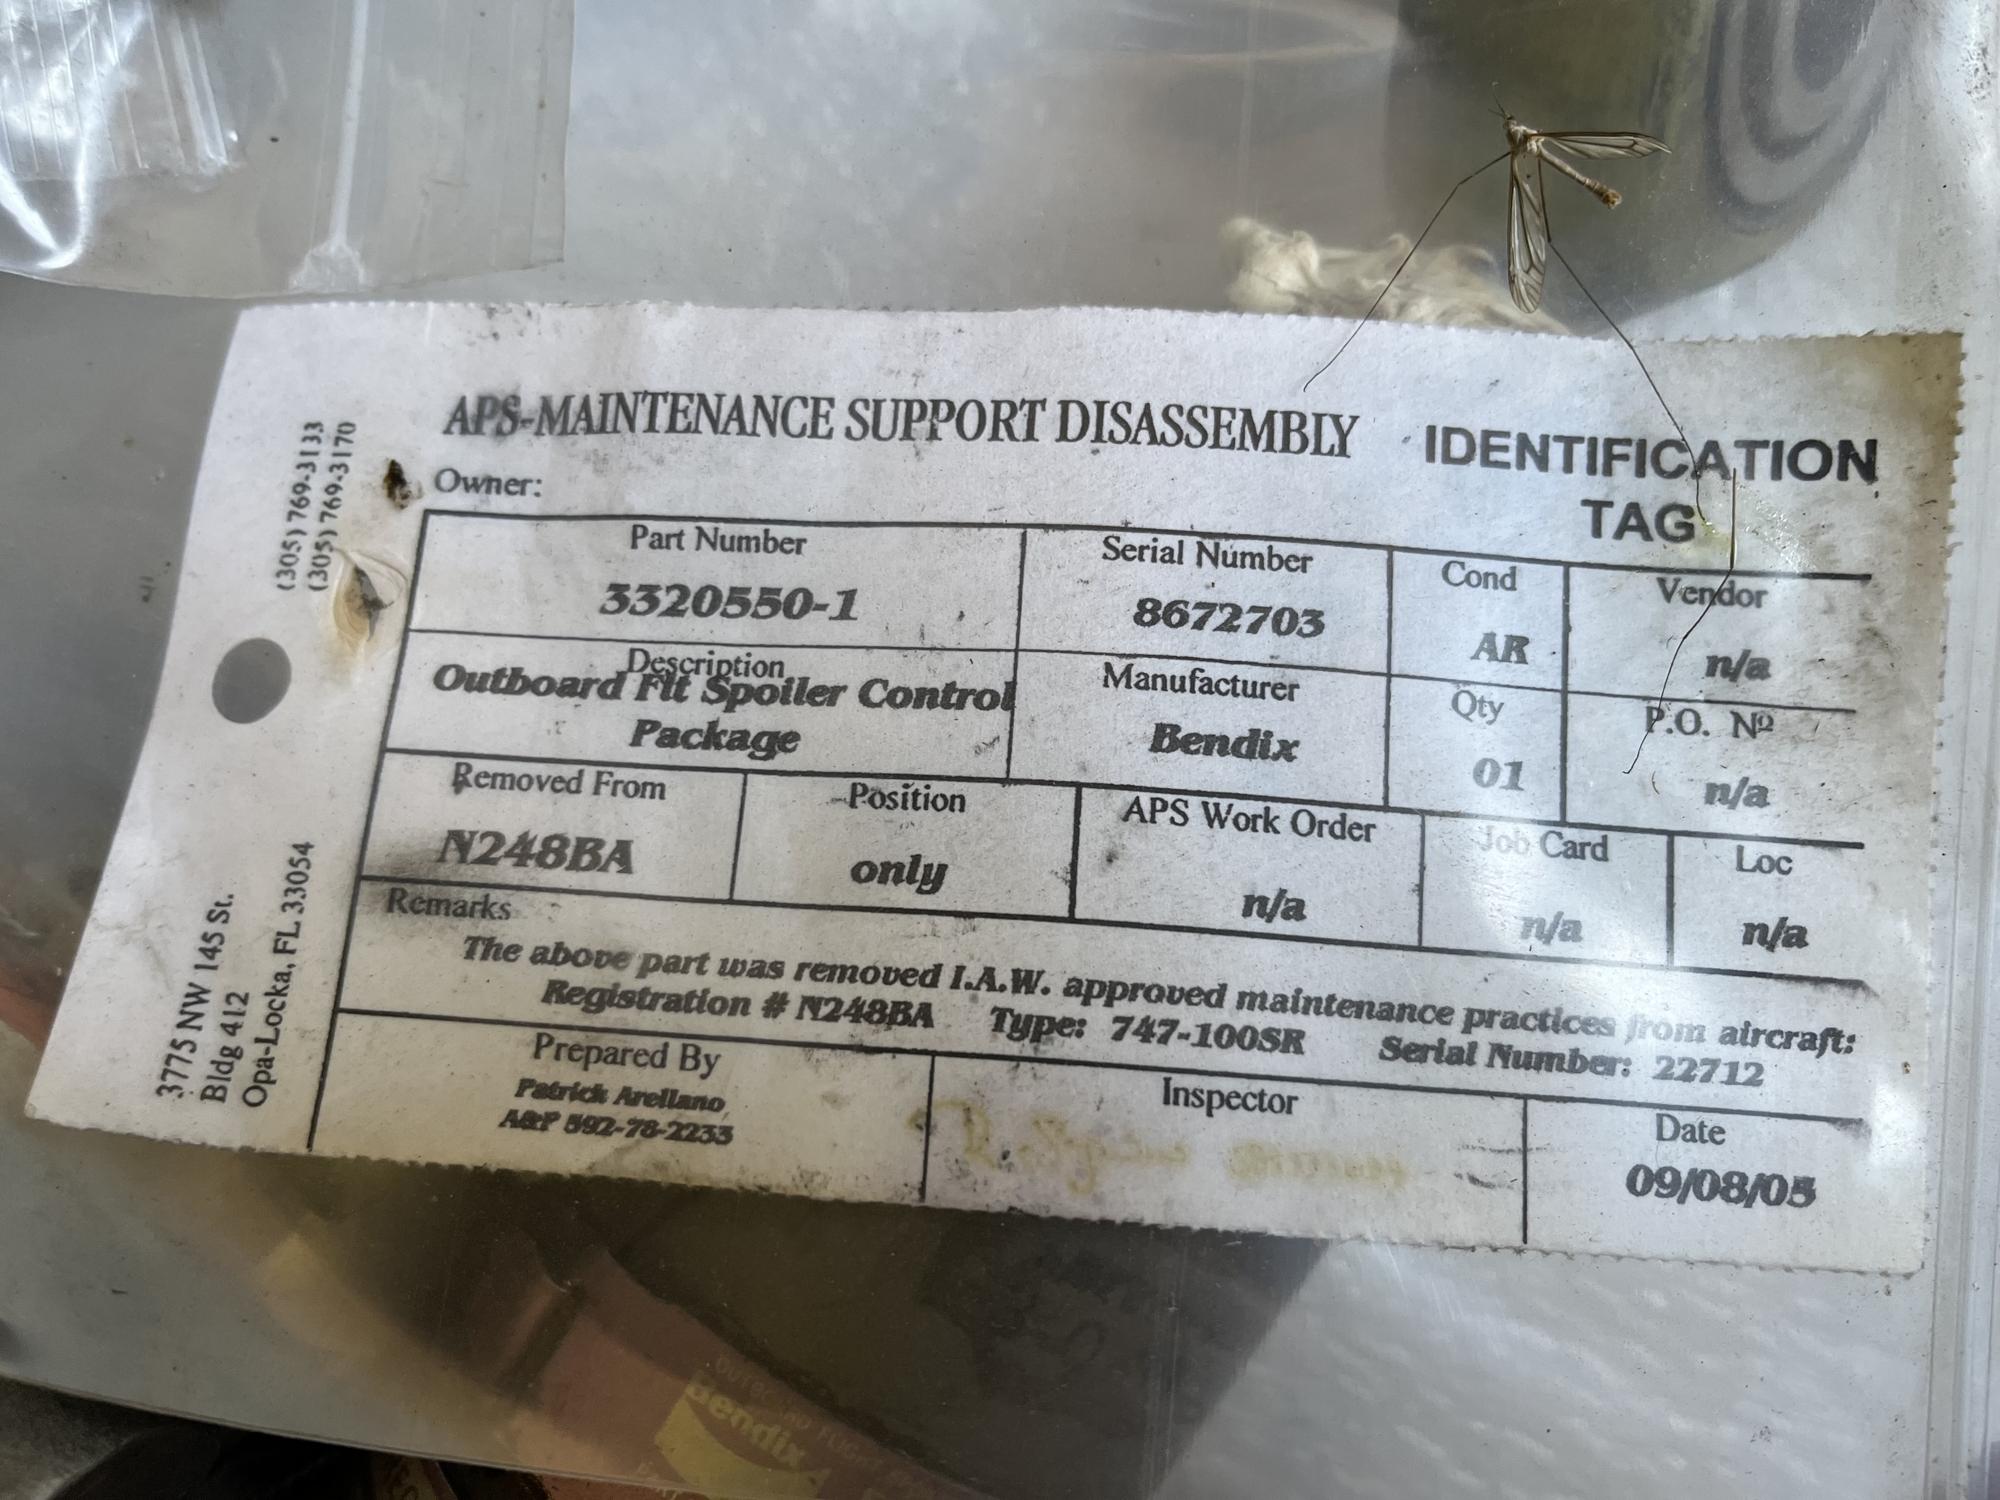 APS-MAINTENANCE SUPPORT DISASSEMBLY
IDENTIFICATION
TAG
(305) 769-3133
(305) 769-3170
3775 NW 145 St.
Bldg 412
Opa-Locka, FL 33054
Owner:
Part Number
3320550-1
Serial Number
8672703
Cond
AR
Vendor
n/a
Description
Outboard Flt Spoiler Control
Package
Manufacturer
Bendix
Qty
01
P.O. Nº
n/a
Removed From
N248BA
Position
only
APS Work Order
n/a
Job Card
n/a
Loc
n/a
Remarks
The above part was removed I.A.W. approved maintenance practices from aircraft:
Registration # N248BA Type: 747-100SR Serial Number: 22712
Prepared By
Patrick Arellano
A&P 592-78-2233
Inspector
Date
09/08/05
Bendix